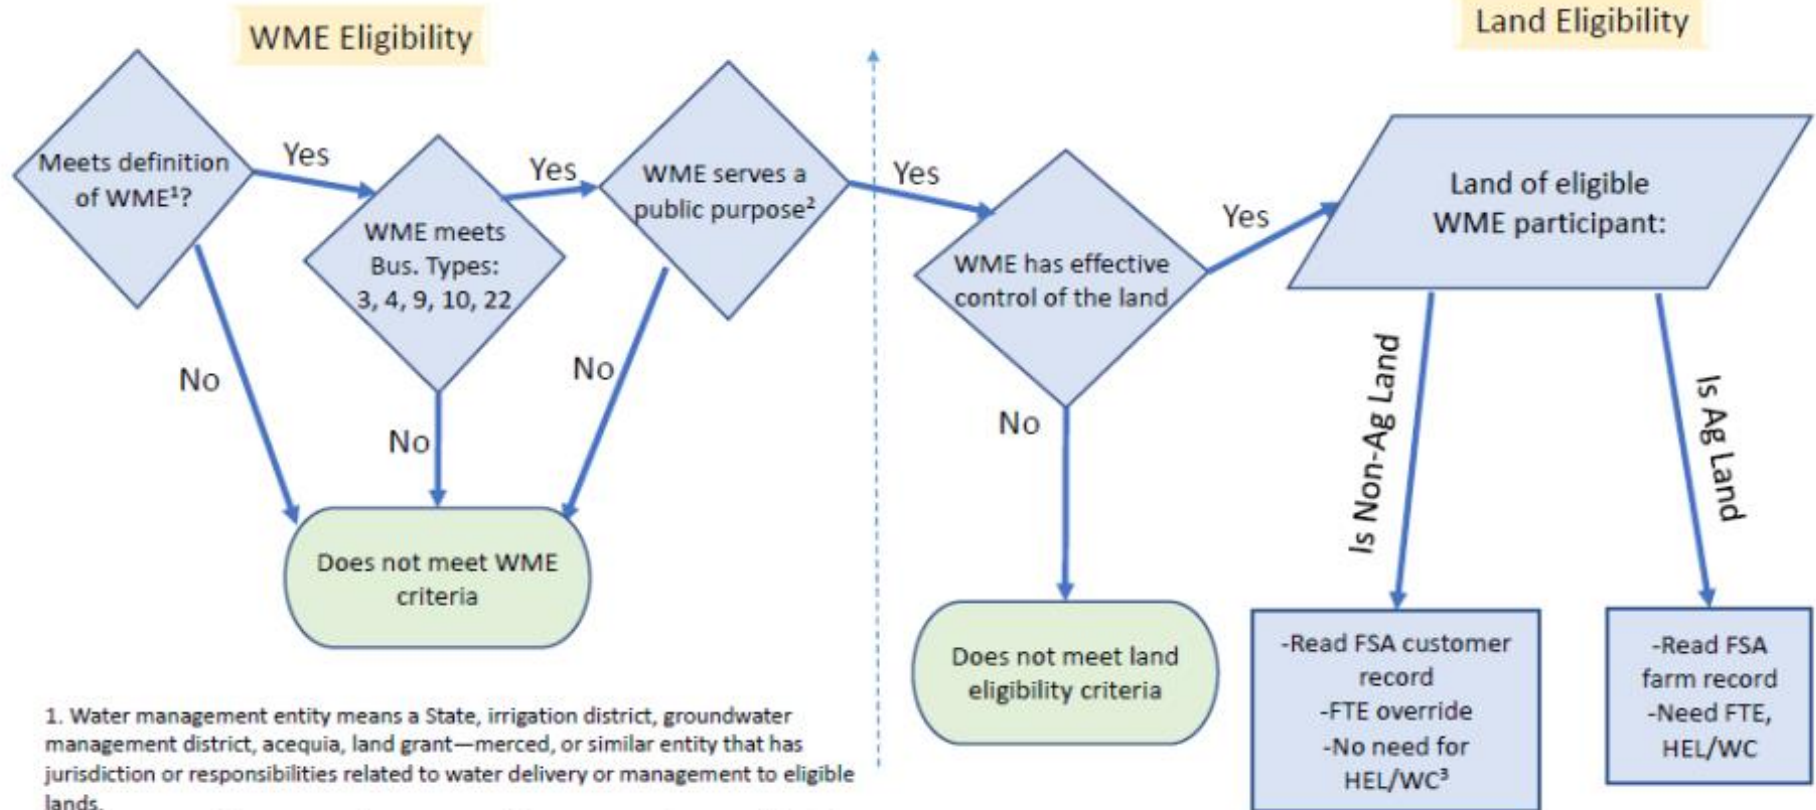 WME Eligibility
Land Eligibility
Meets definition
of WME¹?
Yes
No
WME meets
Bus. Types:
3, 4, 9, 10, 22
Yes
No
WME serves a
public purpose²
Yes
No
Does not meet WME
criteria
WME has effective
control of the land
Yes
No
Does not meet land
eligibility criteria
Land of eligible
WME participant:
Is Non-Ag Land
Is Ag Land
-Read FSA customer
record
-FTE override
-No need for
HEL/WC³
-Read FSA
farm record
-Need FTE,
HEL/WC
1. Water management entity means a State, irrigation district, groundwater
management district, acequia, land grant—merced, or similar entity that has
jurisdiction or responsibilities related to water delivery or management to eligible
lands.